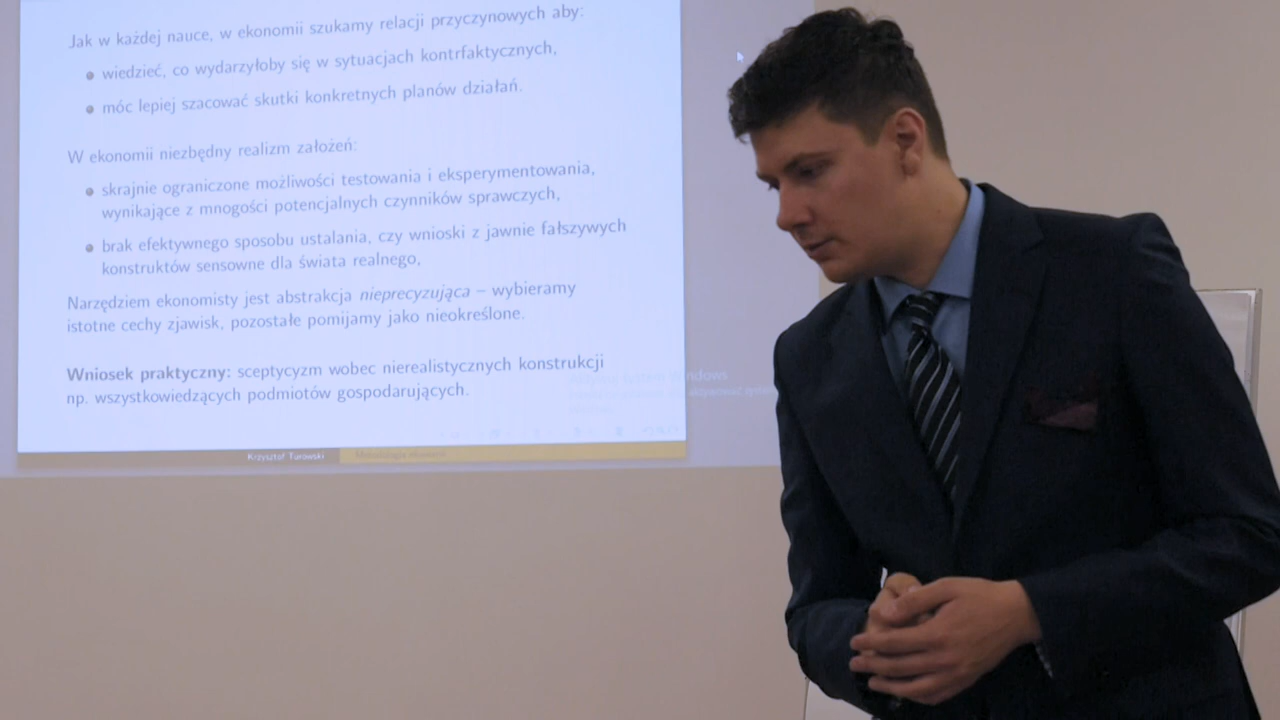 Jak w każdej nauce, w ekonomii szukamy relacji przyczynowych aby:
wiedzieć, co wydarzyłoby się w sytuacjach kontrfaktycznych,
móc lepiej szacować skutki konkretnych planów działań.
W ekonomii niezbędny realizm założeń:
skrajnie ograniczone możliwości testowania i eksperymentowania,
wynikające z mnogości potencjalnych czynników sprawczych,
brak efektywnego sposobu ustalania, czy wnioski z jawnie fałszywych
konstruktów sensowne dla świata realnego,
Narzędziem ekonomisty jest abstrakcja nieprecyzująca – wybieramy
istotne cechy zjawisk, pozostałe pomijamy jako nieokreślone.
Wniosek praktyczny: sceptycyzm wobec nierealistycznych konstrukcji
np. wszystkowiedzących podmiotów gospodarujących.
Krzysztof Turowski